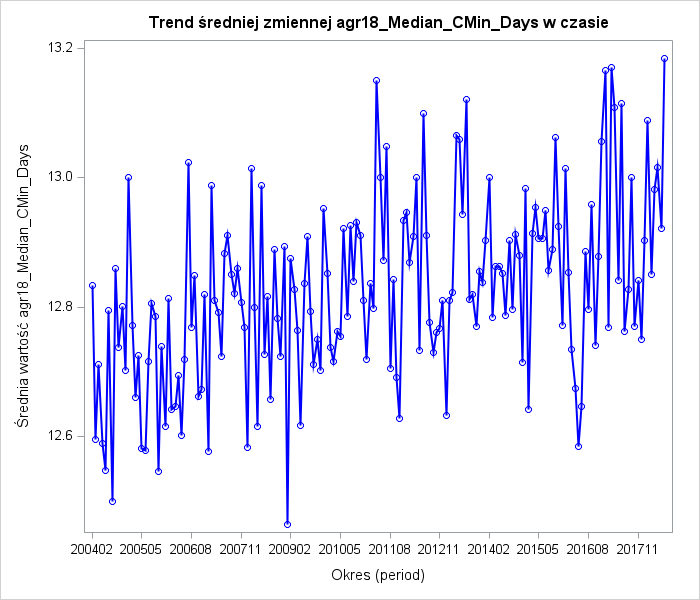 Trend średniej zmiennej agr18_Median_CMin_Days w czasie
Średnia wartość agr18_Median_CMin_Days
13.2
13.0
12.8
12.6
200402 200505 200608 200711 200902 201005 201108 201211 201402 201505 201608 201711
Okres (period)